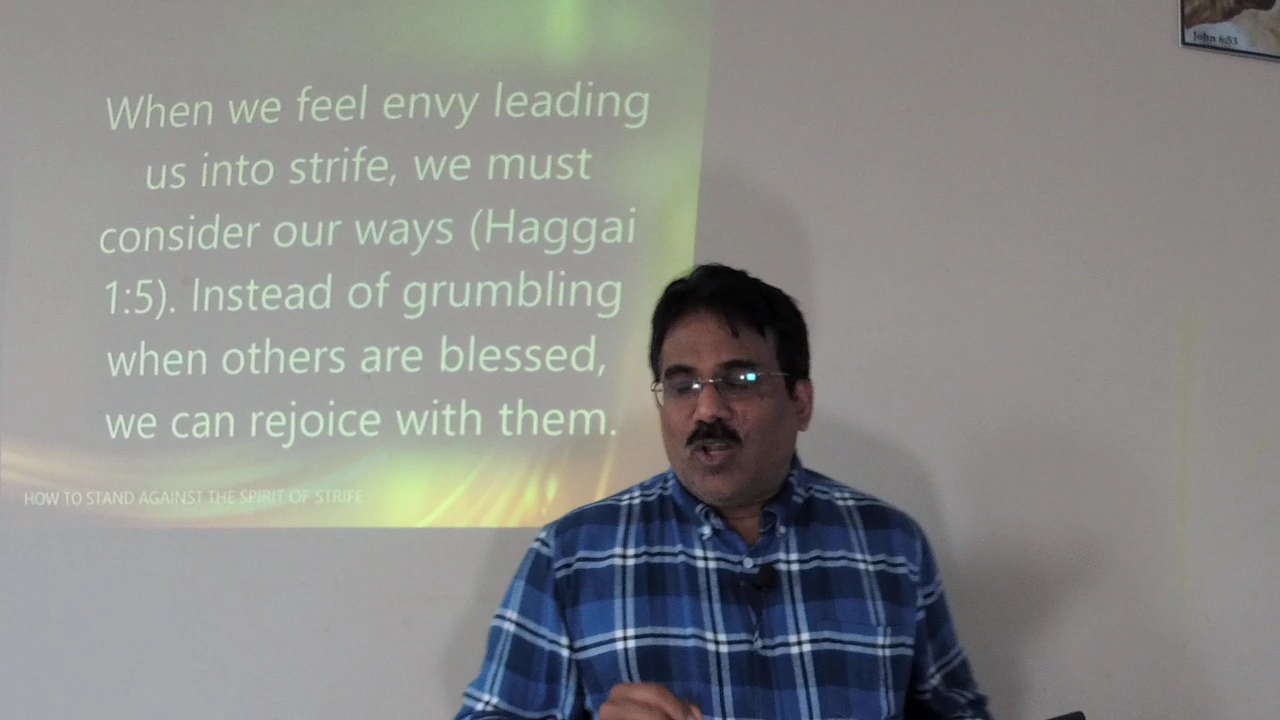 When we feel envy leading
us into strife, we must
consider our ways (Haggai
1:5). Instead of grumbling
when others are blessed,
we can rejoice with them.
HOW TO STAND AGAINST THE SPIRIT OF STRIFE
John 6:53